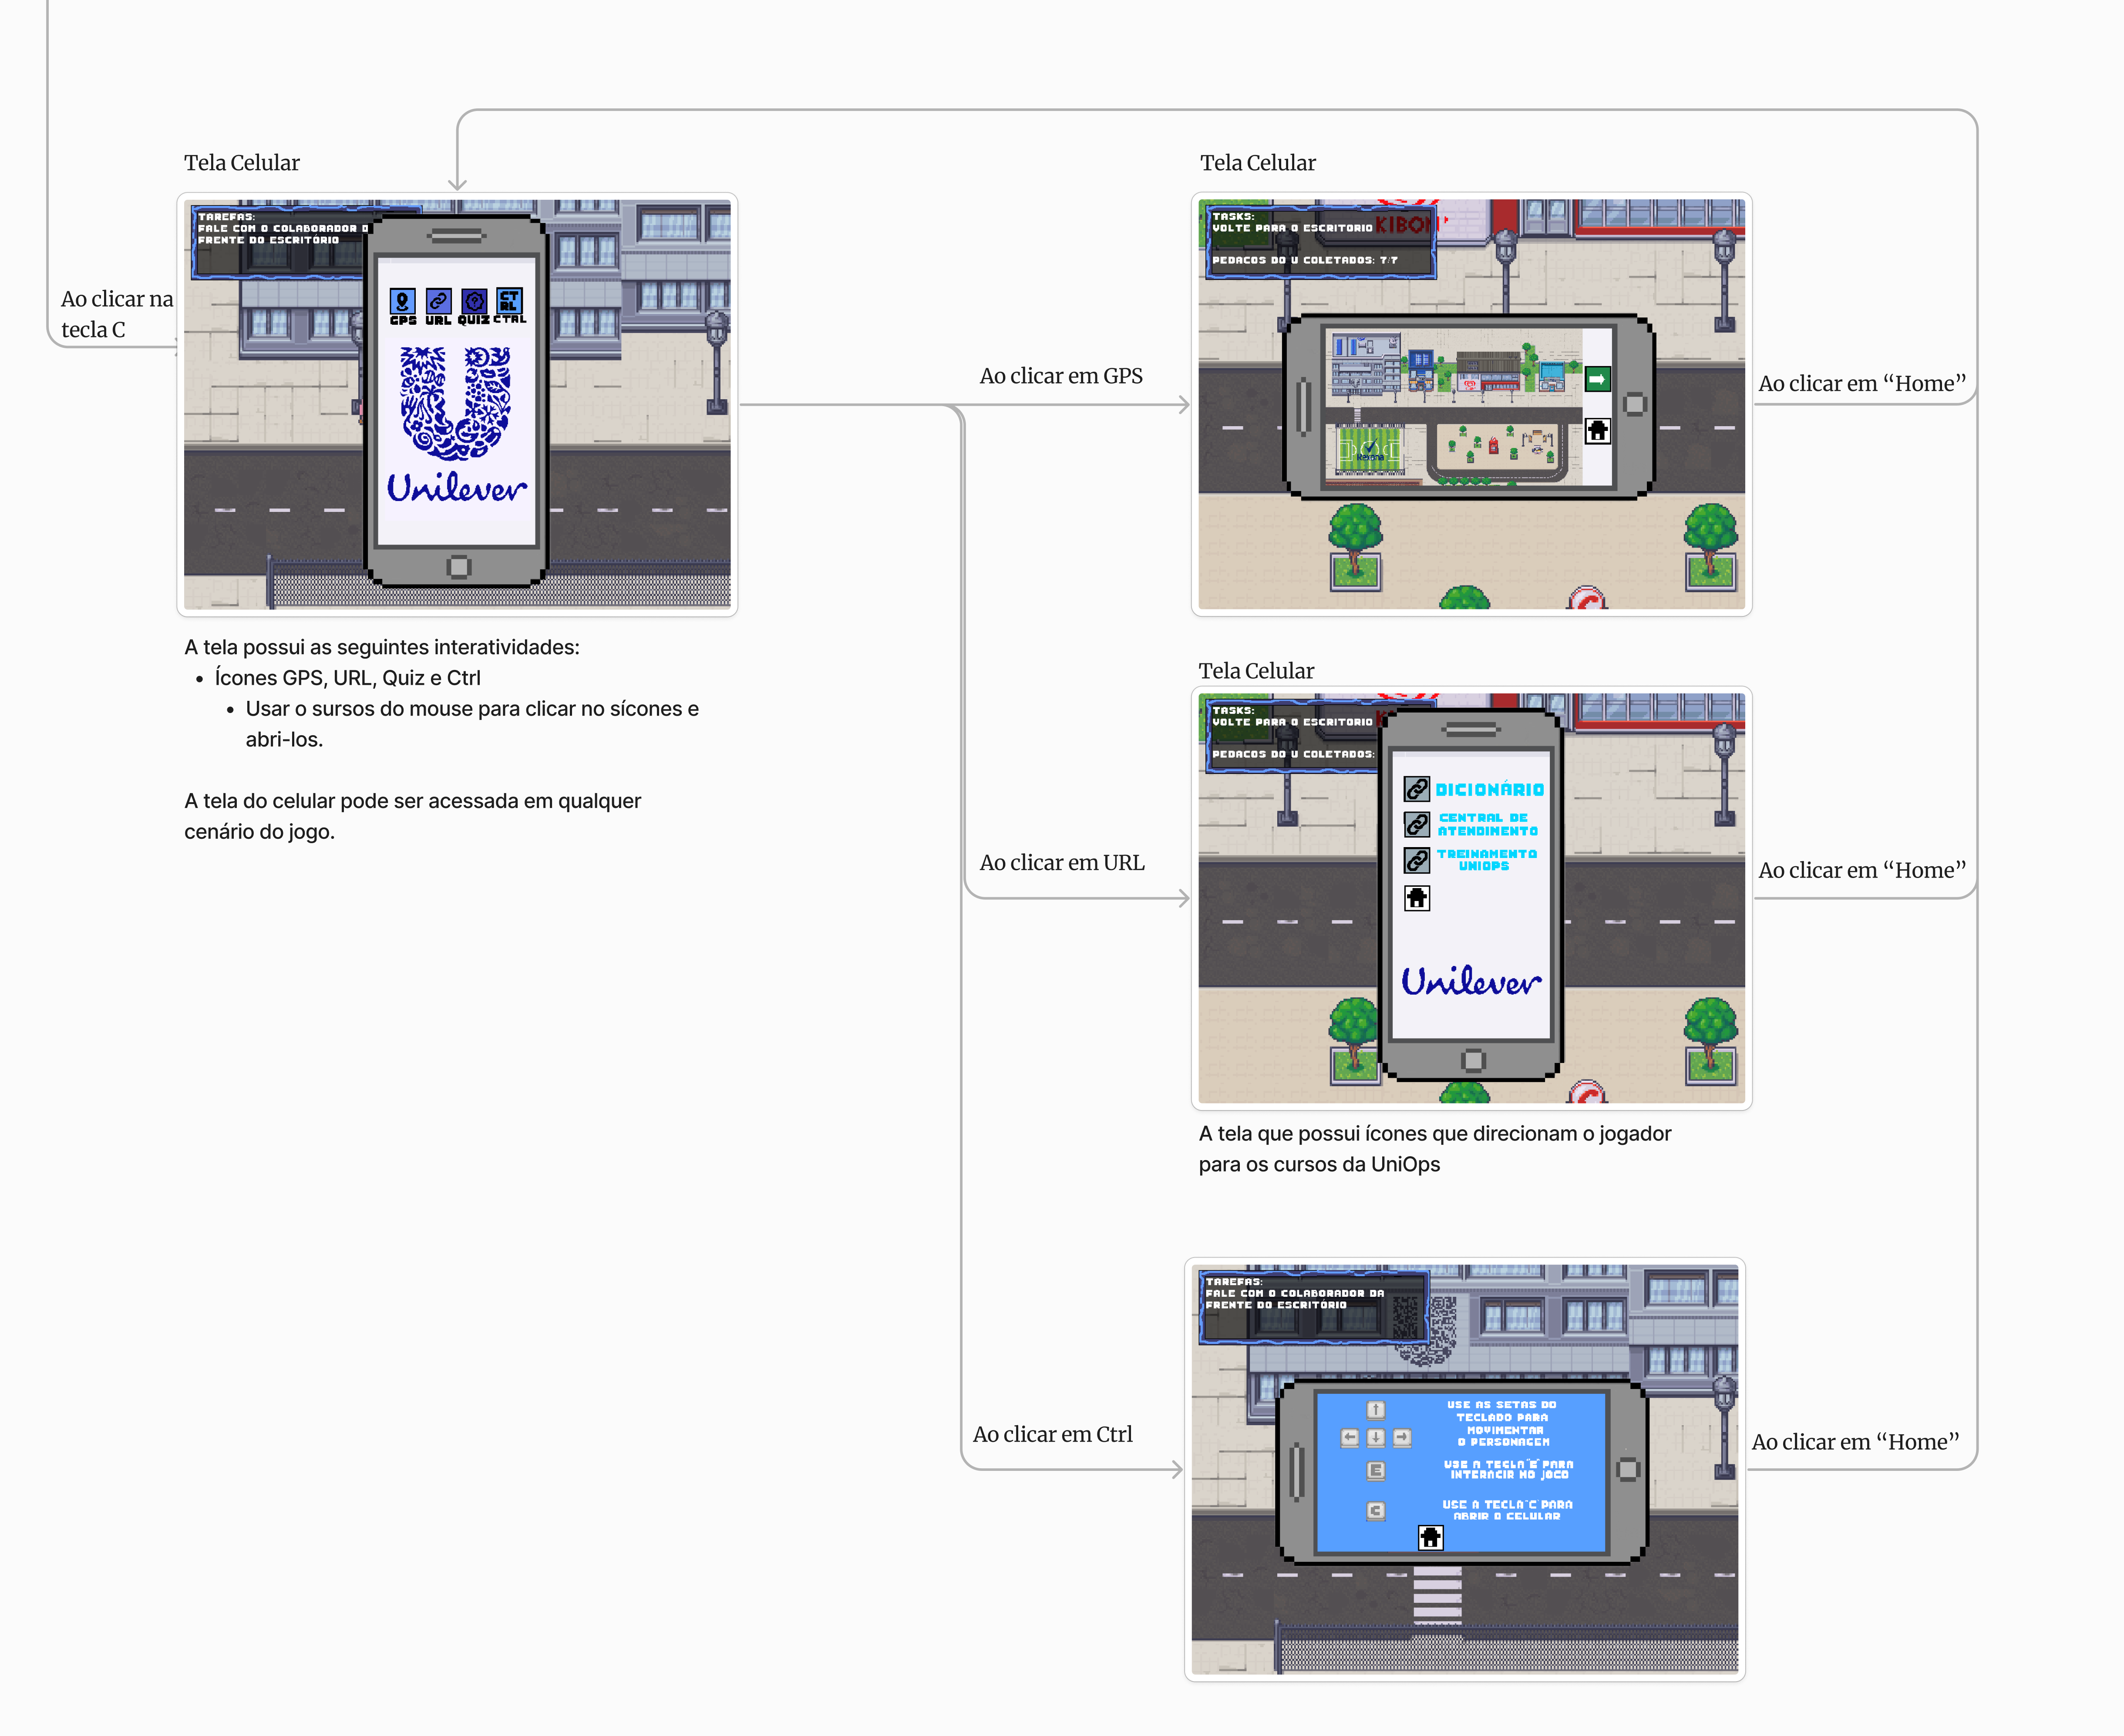 Tela Celular
TAREFAS:
FALE COM O COLABORADOR D
FRENTE DO ESCRITÓRIO
GPS URL QUIZ CTRL
CT
RL
Unilever
Ao clicar na
tecla C
A tela possui as seguintes interatividades:
• Ícones GPS, URL, Quiz e Ctrl
• Usar o sursos do mouse para clicar no sícones e
abri-los.
A tela do celular pode ser acessada em qualquer
cenário do jogo.
Ao clicar em GPS
Tela Celular
TASKS:
VOLTE PARA O ESCRITORIO
KIBON
PEDACOS DO U COLETADOS: 7/7
Rexona
Ao clicar em “Home”
Ao clicar em URL
Tela Celular
TASKS:
VOLTE PARA O ESCRITORIO
PEDACOS DO U COLETADOS:
DICIONÁRIO
CENTRAL DE
ATENDIMENTO
TREINAMENTO
UNIOPS
Unilever
Ao clicar em “Home”
A tela que possui ícones que direcionam o jogador
para os cursos da UniOps
Ao clicar em Ctrl
TAREFAS:
FALE COM O COLABORADOR DA
FRENTE DO ESCRITÓRIO
USE AS SETAS DO
TECLADO PARA
MOVIMENTAR
O PERSONAGEM
E
USE A TECLA "E" PARA
INTERAGIR NO JOGO
C
USE A TECLA "C" PARA
ABRIR O CELULAR
Ao clicar em “Home”